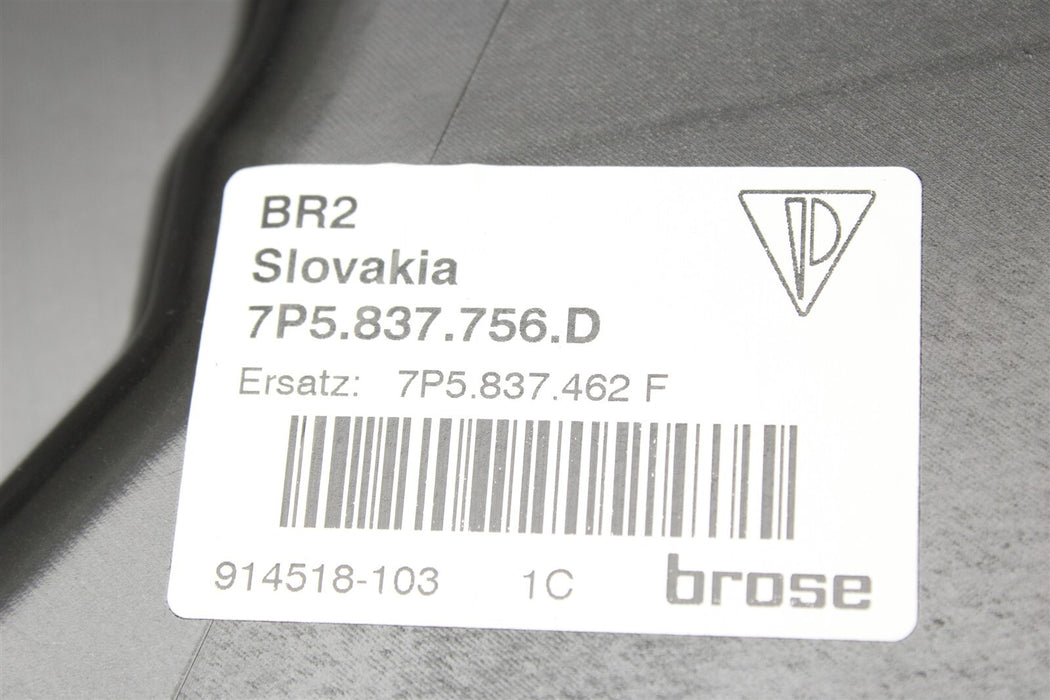 BR2
Slovakia
7P5.837.756.D
Ersatz: 7P5.837.462 F
914518-103 1C brose